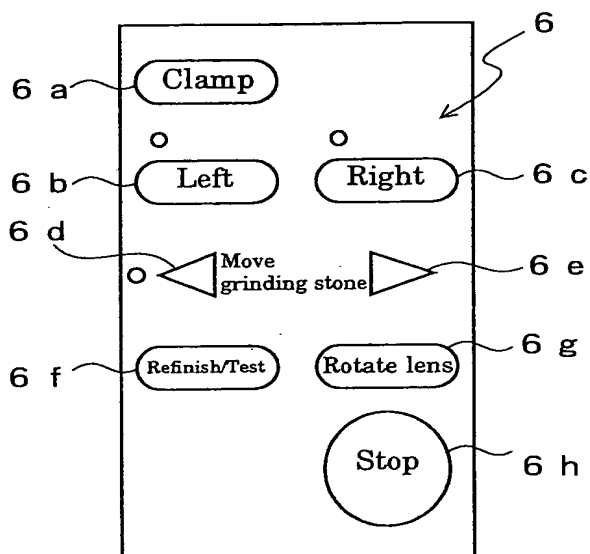 6
Clamp
6 a
Left
Right
6 b
6 c
6 d
Move
grinding stone
6 e
Refinish/Test
Rotate lens
6 f
6 g
Stop
6 h